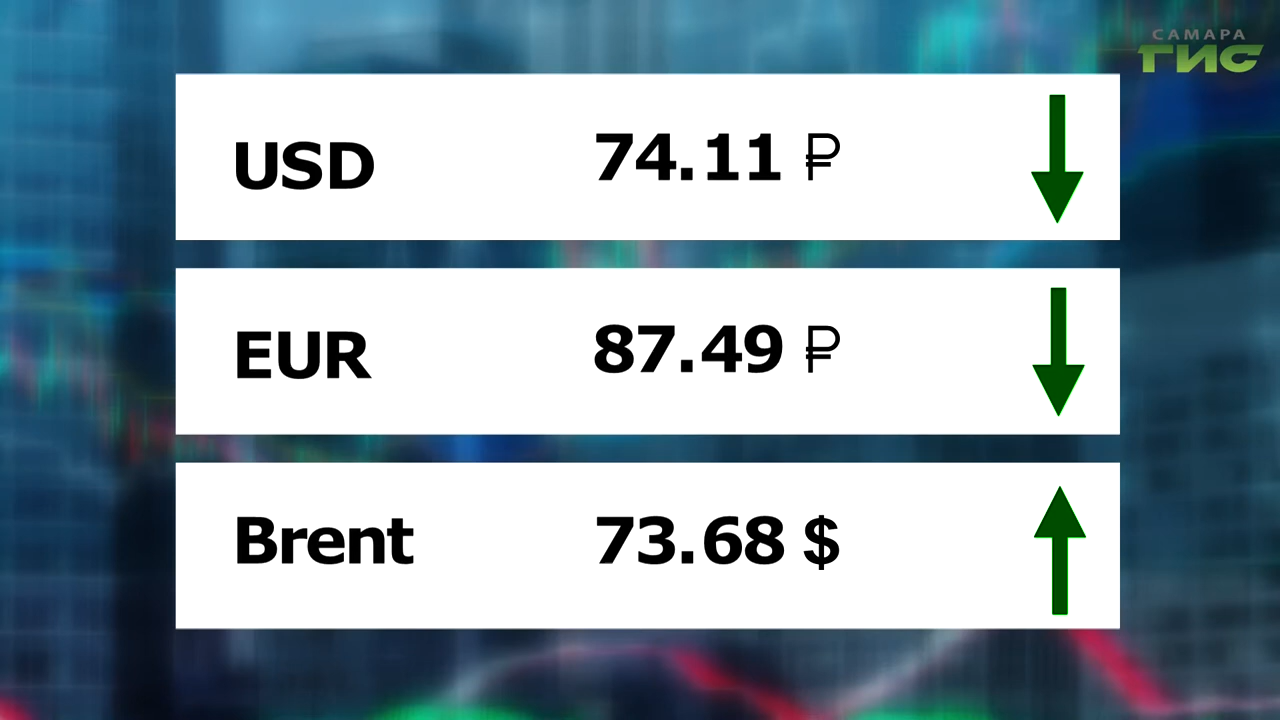 САМАРА
ГИС
USD 74.11 ₽
EUR 87.49 ₽
Brent 73.68 $